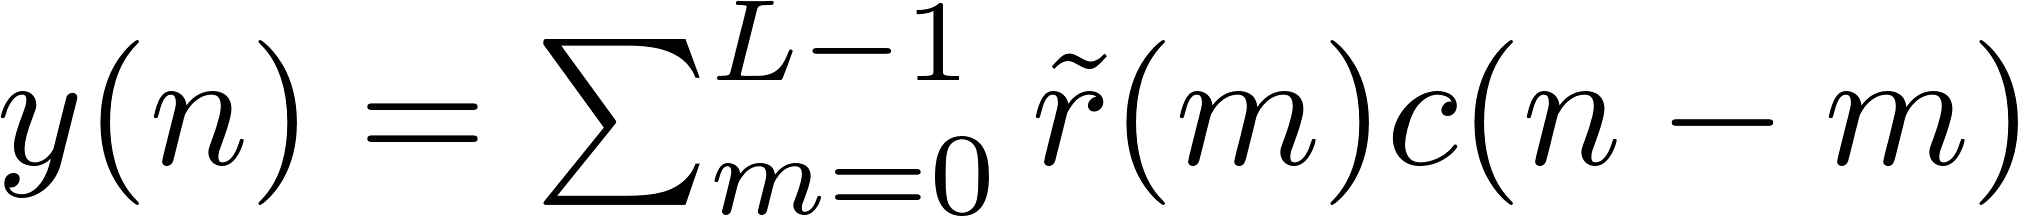 y(n) = \sum_{m=0}^{L-1} \tilde{r}(m)c(n - m)